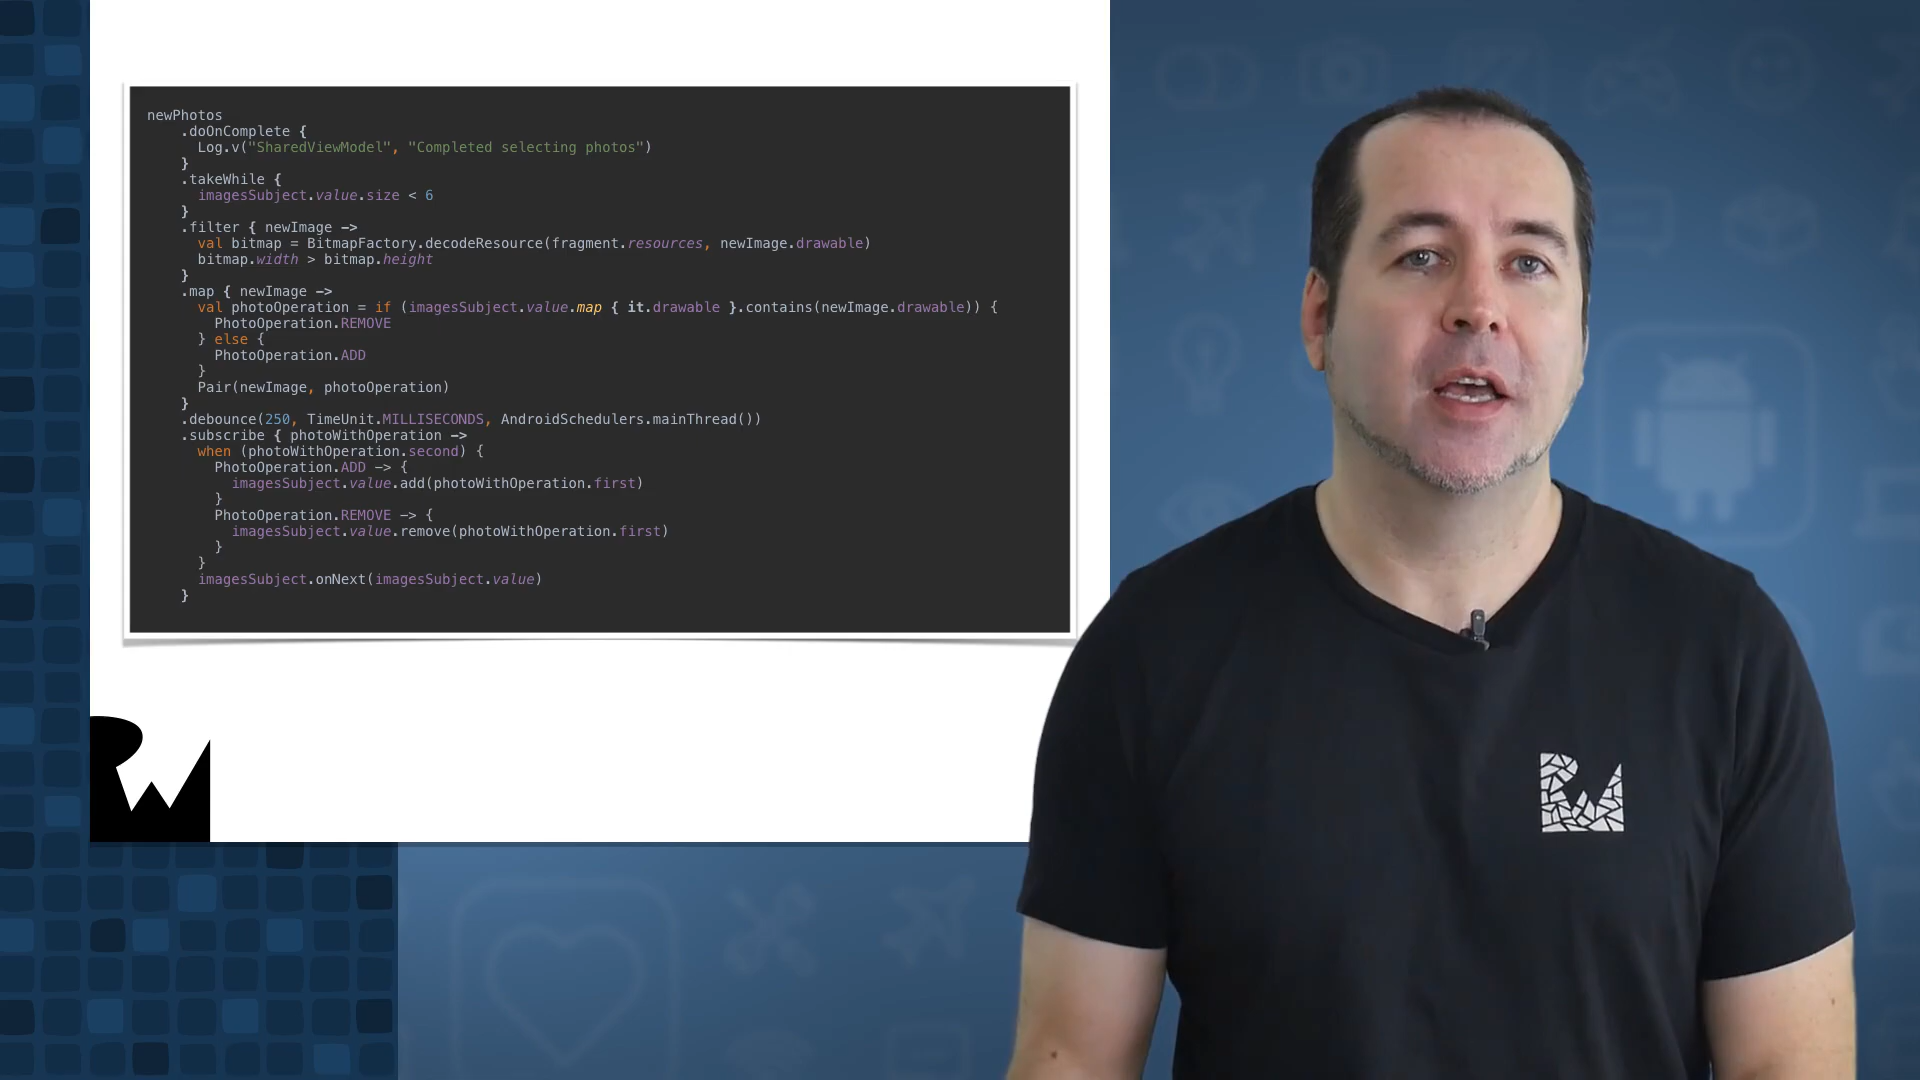 newPhotos
.doOnComplete {
Log.v("SharedViewModel", "Completed selecting photos")
}
.takeWhile {
imagesSubject.value.size < 6
}
.filter { newImage ->
val bitmap = BitmapFactory.decodeResource(fragment.resources, newImage.drawable)
bitmap.width > bitmap.height
}
.map { newImage ->
val photoOperation = if (imagesSubject.value.map { it.drawable }.contains(newImage.drawable)) {
PhotoOperation.REMOVE
} else {
PhotoOperation.ADD
}
Pair(newImage, photoOperation)
}
.debounce(250, TimeUnit.MILLISECONDS, AndroidSchedulers.mainThread())
.subscribe { photoWithOperation ->
when (photoWithOperation.second) {
PhotoOperation.ADD -> {
imagesSubject.value.add(photoWithOperation.first)
}
PhotoOperation.REMOVE -> {
imagesSubject.value.remove(photoWithOperation.first)
}
}
imagesSubject.onNext(imagesSubject.value)
}
RW
RW